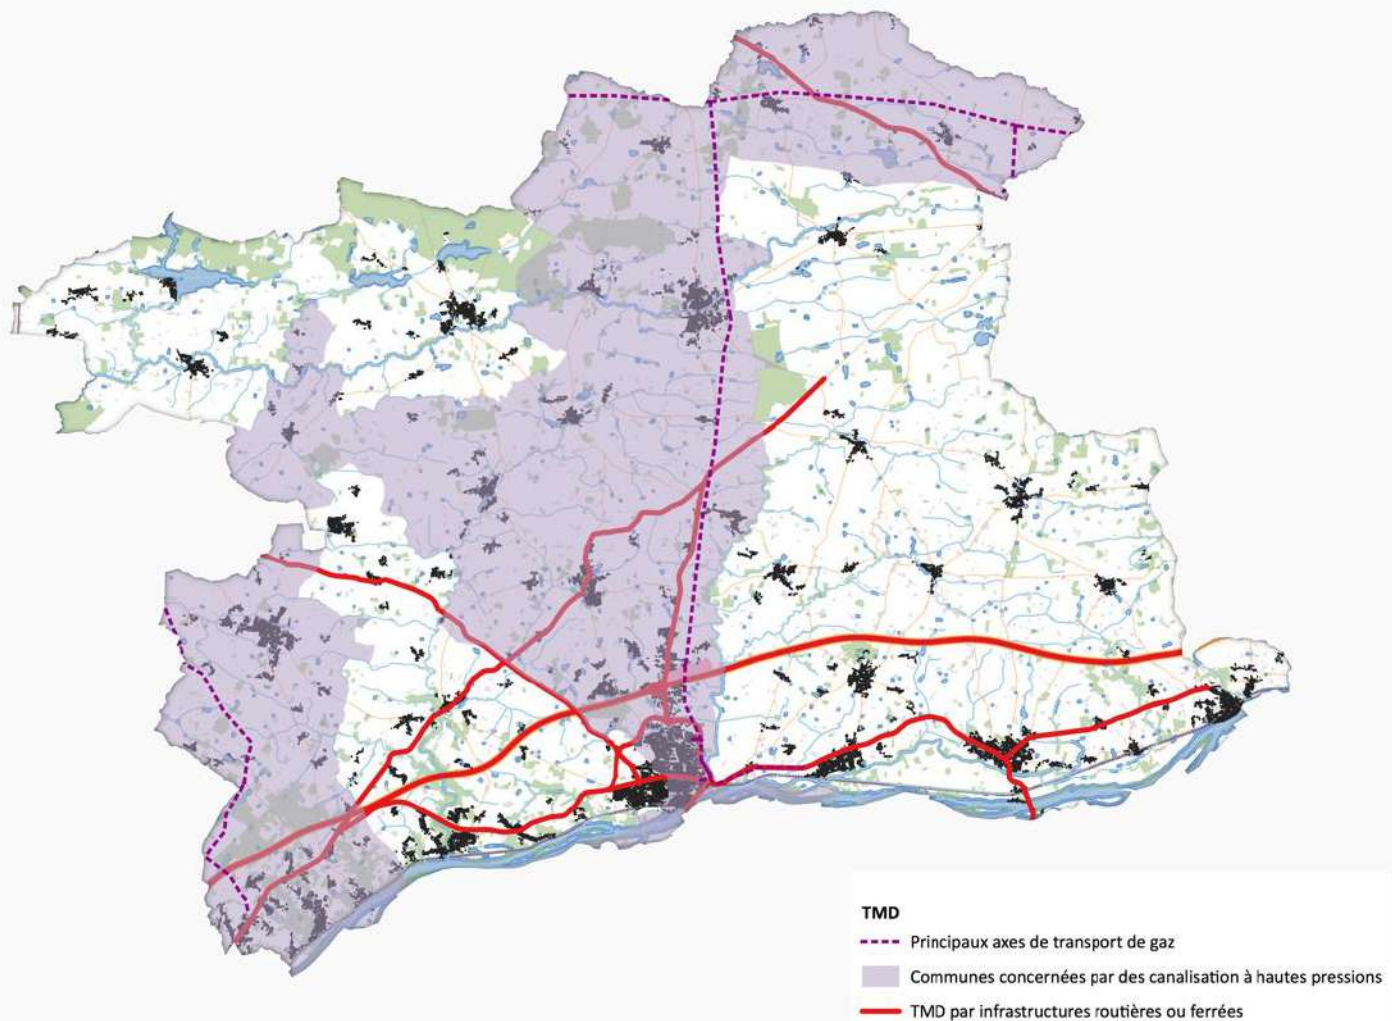 TMD
Principaux axes de transport de gaz
Communes concernées par des canalisation à hautes pressions
TMD par infrastructures routières ou ferrées